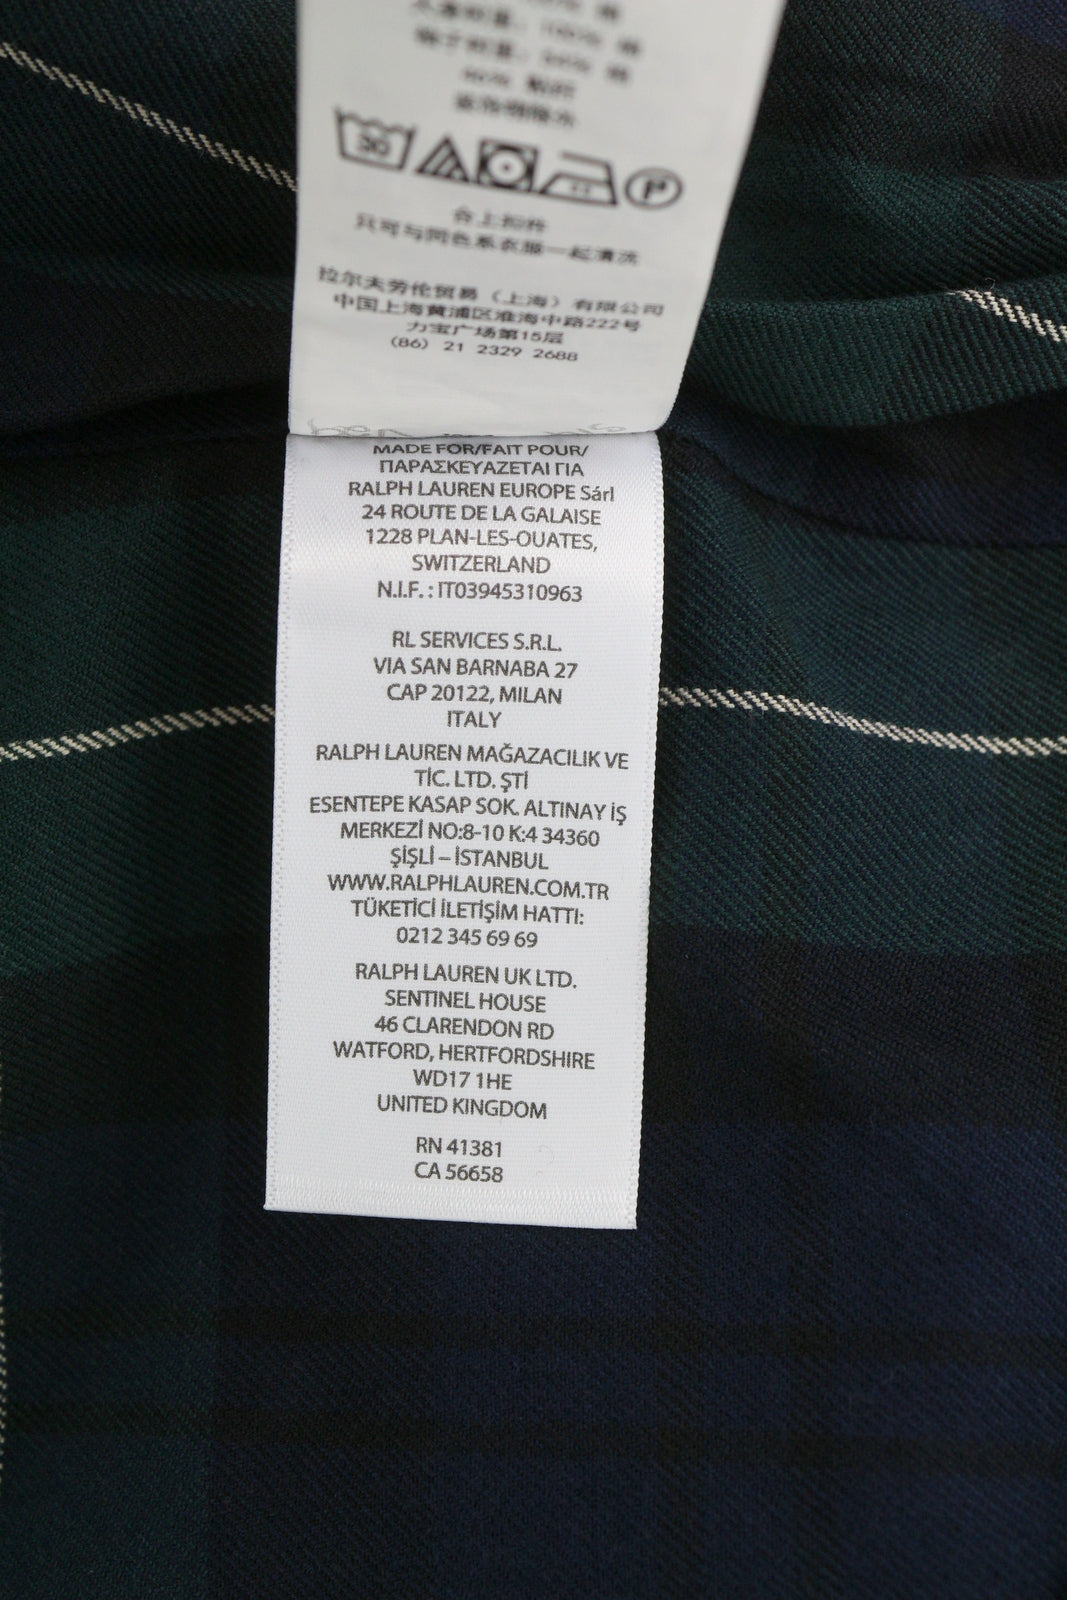 30
P
合上扣件
只可与同色系衣服一起清洗
拉尔夫劳伦贸易（上海）有限公司
中国上海黄浦区淮海中路222号
力宝广场第15层
(86) 21 2329 2688
MADE FOR/FAIT POUR/
ΠΑΡΑΣΚΕΥΑΖΕΤΑΙ ΓΙΑ
RALPH LAUREN EUROPE Sárl
24 ROUTE DE LA GALAISE
1228 PLAN-LES-OUATES,
SWITZERLAND
N.I.F. : IT03945310963
RL SERVICES S.R.L.
VIA SAN BARNABA 27
CAP 20122, MILAN
ITALY
RALPH LAUREN MAĞAZACILIK VE
TİC. LTD. ŞTİ
ESENTEPE KASAP SOK. ALTINAY İŞ
MERKEZİ NO:8-10 K:4 34360
ŞİŞLİ – İSTANBUL
WWW.RALPHLAUREN.COM.TR
TÜKETİCİ İLETİŞİM HATTI:
0212 345 69 69
RALPH LAUREN UK LTD.
SENTINEL HOUSE
46 CLARENDON RD
WATFORD, HERTFORDSHIRE
WD17 1HE
UNITED KINGDOM
RN 41381
CA 56658